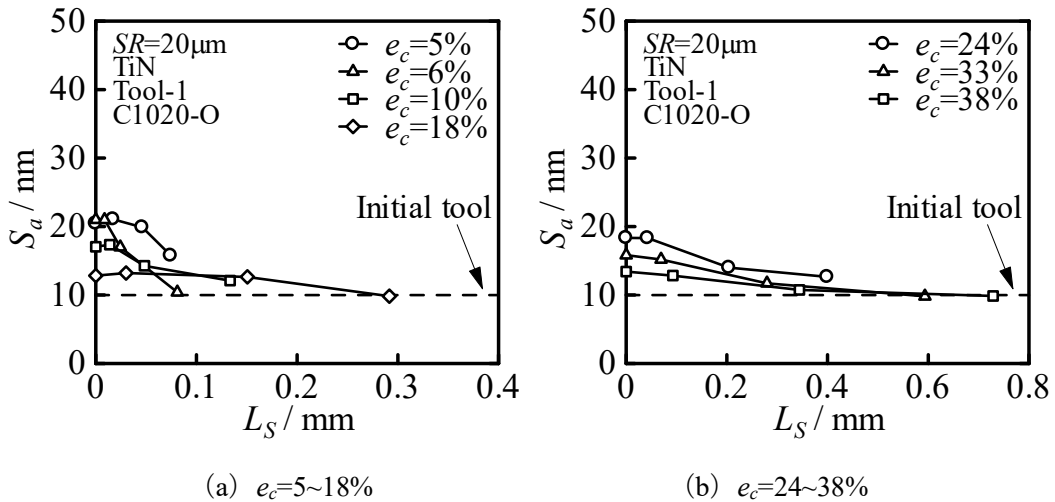 50
40
30
20
10
0
S_a / nm
SR=20μm
TiN
Tool-1
C1020-O
e_c=5%
e_c=6%
e_c=10%
e_c=18%
Initial tool
0 0.1 0.2 0.3 0.4
L_S / mm
(a) e_c=5~18%
50
40
30
20
10
0
S_a / nm
SR=20μm
TiN
Tool-1
C1020-O
e_c=24%
e_c=33%
e_c=38%
Initial tool
0 0.2 0.4 0.6 0.8
L_S / mm
(b) e_c=24~38%